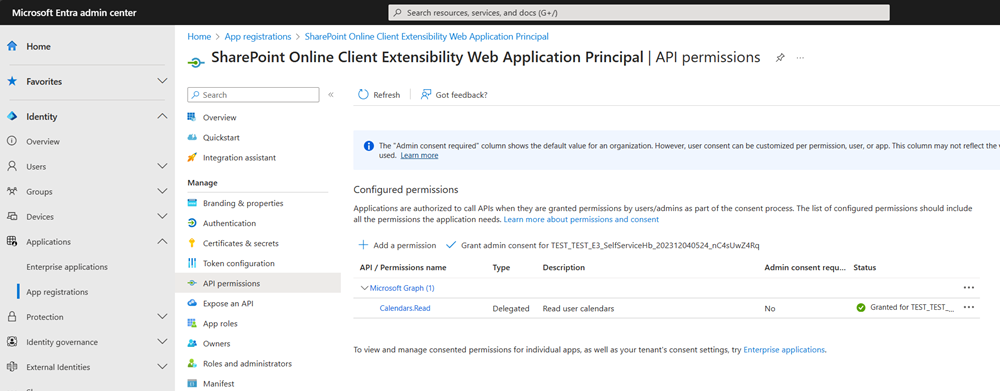 Microsoft Entra admin center
Search resources, services, and docs (G+/)
Home
Favorites
Identity
Overview
Users
Groups
Devices
Applications
Enterprise applications
App registrations
Protection
Identity governance
External Identities
Home > App registrations > SharePoint Online Client Extensibility Web Application Principal
SharePoint Online Client Extensibility Web Application Principal | API permissions
Search
Overview
Quickstart
Integration assistant
Manage
Branding & properties
Authentication
Certificates & secrets
Token configuration
API permissions
Expose an API
App roles
Owners
Roles and administrators
Manifest
Refresh
Got feedback?
The "Admin consent required" column shows the default value for an organization. However, user consent can be customized per permission, user, or app. This column may not reflect the v
used. Learn more
Configured permissions
Applications are authorized to call APIs when they are granted permissions by users/admins as part of the consent process. The list of configured permissions should include
all the permissions the application needs. Learn more about permissions and consent
Add a permission
Grant admin consent for TEST_TEST_E3_SelfServiceHb_202312040524_nC4sUwZ4Rq
API / Permissions name Type Description Admin consent requ... Status
Microsoft Graph (1)
Calendars.Read Delegated Read user calendars No Granted for TEST_TEST_...
To view and manage consented permissions for individual apps, as well as your tenant's consent settings, try Enterprise applications.